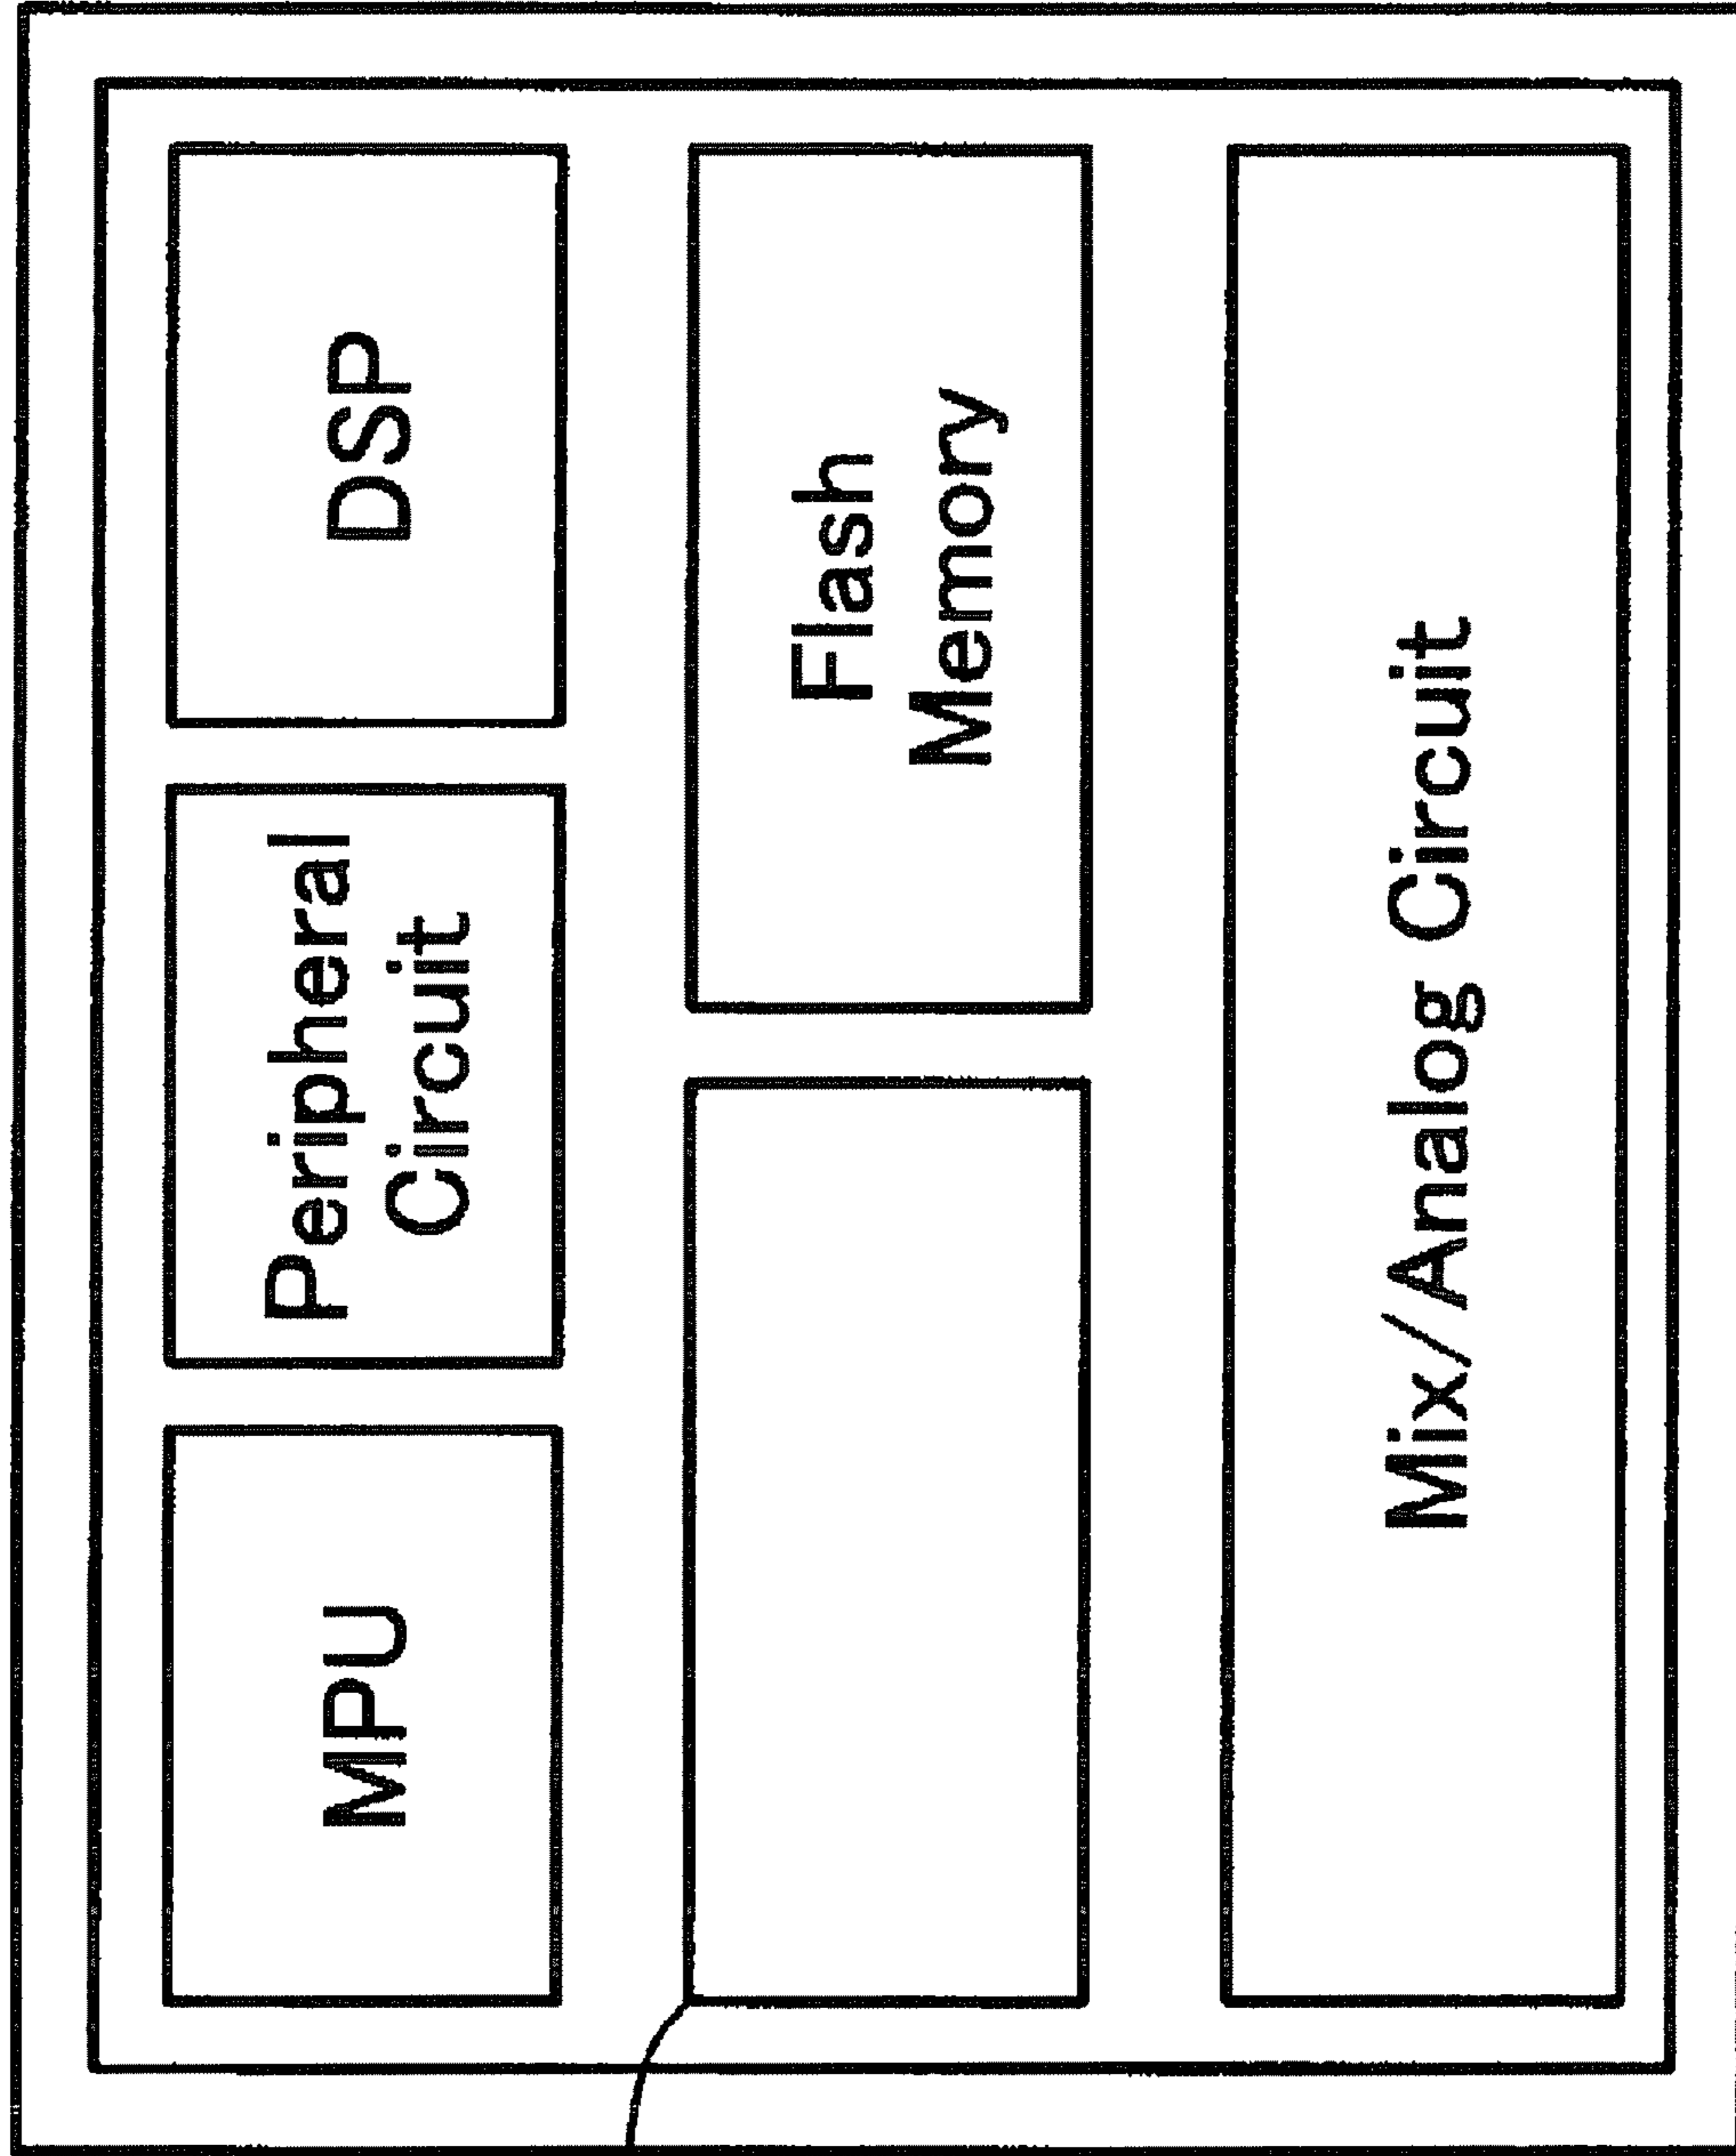 MPU
Peripheral
Circuit
DSP
Flash
Memory
Mix/Analog Circuit